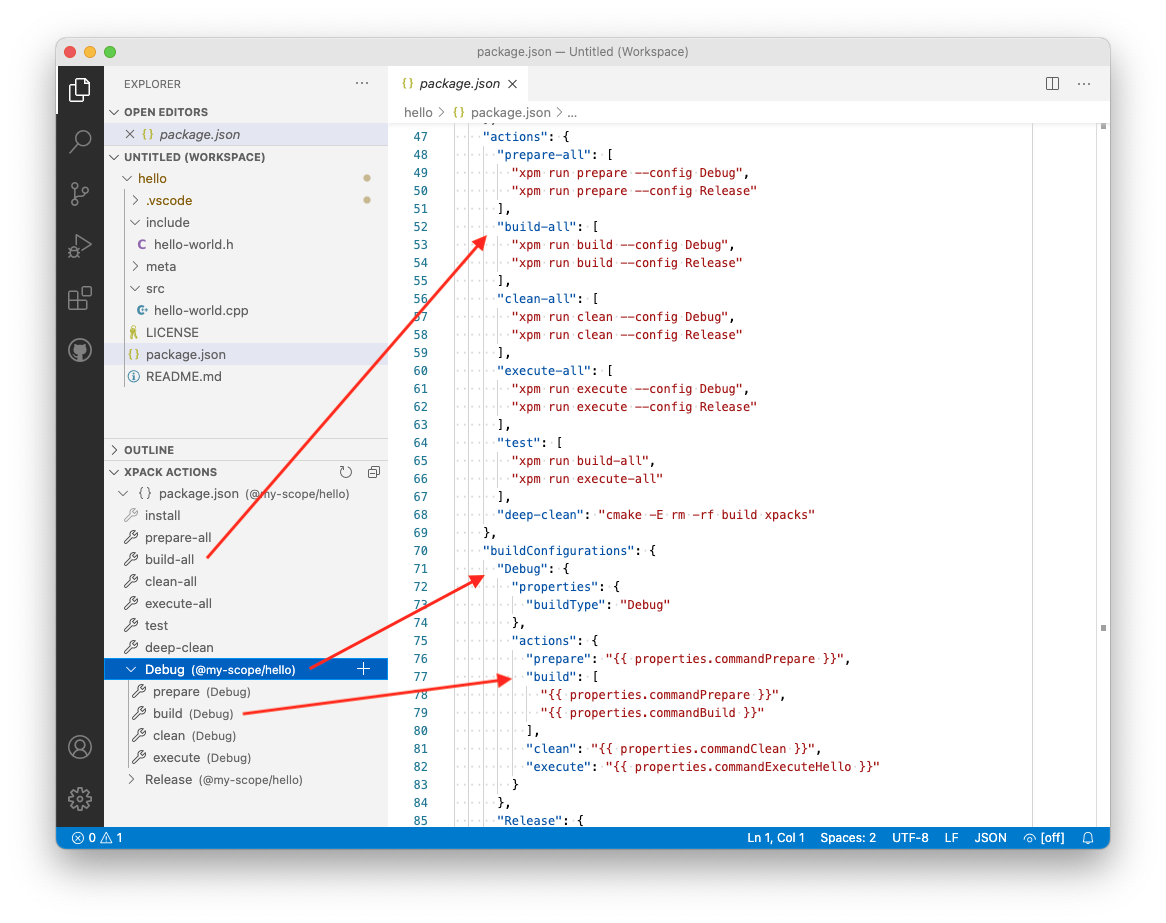 package.json — Untitled (Workspace)
EXPLORER
OPEN EDITORS
package.json
UNTITLED (WORKSPACE)
hello
.vscode
include
hello-world.h
meta
src
hello-world.cpp
LICENSE
package.json
README.md
OUTLINE
XPACK ACTIONS
package.json (@my-scope/hello)
install
prepare-all
build-all
clean-all
execute-all
test
deep-clean
Debug (@my-scope/hello)
prepare (Debug)
build (Debug)
clean (Debug)
execute (Debug)
Release (@my-scope/hello)
{} package.json
hello > {} package.json > ...
47 "actions": {
48 "prepare-all": [
49 "xpm run prepare --config Debug",
50 "xpm run prepare --config Release"
51 ],
52 "build-all": [
53 "xpm run build --config Debug",
54 "xpm run build --config Release"
55 ],
56 "clean-all": [
57 "xpm run clean --config Debug",
58 "xpm run clean --config Release"
59 ],
60 "execute-all": [
61 "xpm run execute --config Debug",
62 "xpm run execute --config Release"
63 ],
64 "test": [
65 "xpm run build-all",
66 "xpm run execute-all"
67 ],
68 "deep-clean": "cmake -E rm -rf build xpacks"
69 },
70 "buildConfigurations": {
71 "Debug": {
72 "properties": {
73 "buildType": "Debug"
74 },
75 "actions": {
76 "prepare": "{{ properties.commandPrepare }}",
77 "build": [
78 "{{ properties.commandPrepare }}",
79 "{{ properties.commandBuild }}"
80 ],
81 "clean": "{{ properties.commandClean }}",
82 "execute": "{{ properties.commandExecuteHello }}"
83 }
84 },
85 "Release": {
0 1 Ln 1, Col 1 Spaces: 2 UTF-8 LF JSON [off]